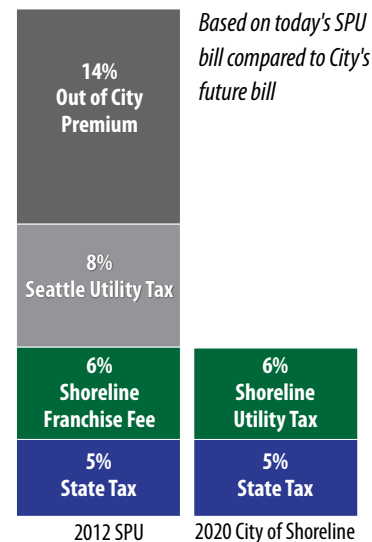 Based on today's SPU
bill compared to City's
future bill
14%
Out of City
Premium
8%
Seattle Utility Tax
6%
Shoreline
Franchise Fee
5%
State Tax
2012 SPU
6%
Shoreline
Utility Tax
5%
State Tax
2020 City of Shoreline